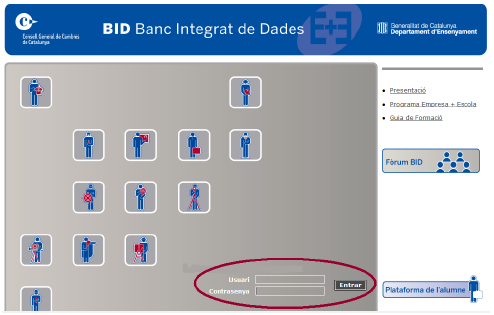 Consell General de Cambres
de Catalunya
BID Banc Integrat de Dades
Generalitat de Catalunya
Departament d'Ensenyament
Presentació
Programa Empresa + Escola
Guia de Formació
Fòrum BID
Usuari
Contrasenya
Entrar
Plataforma de l'alumne